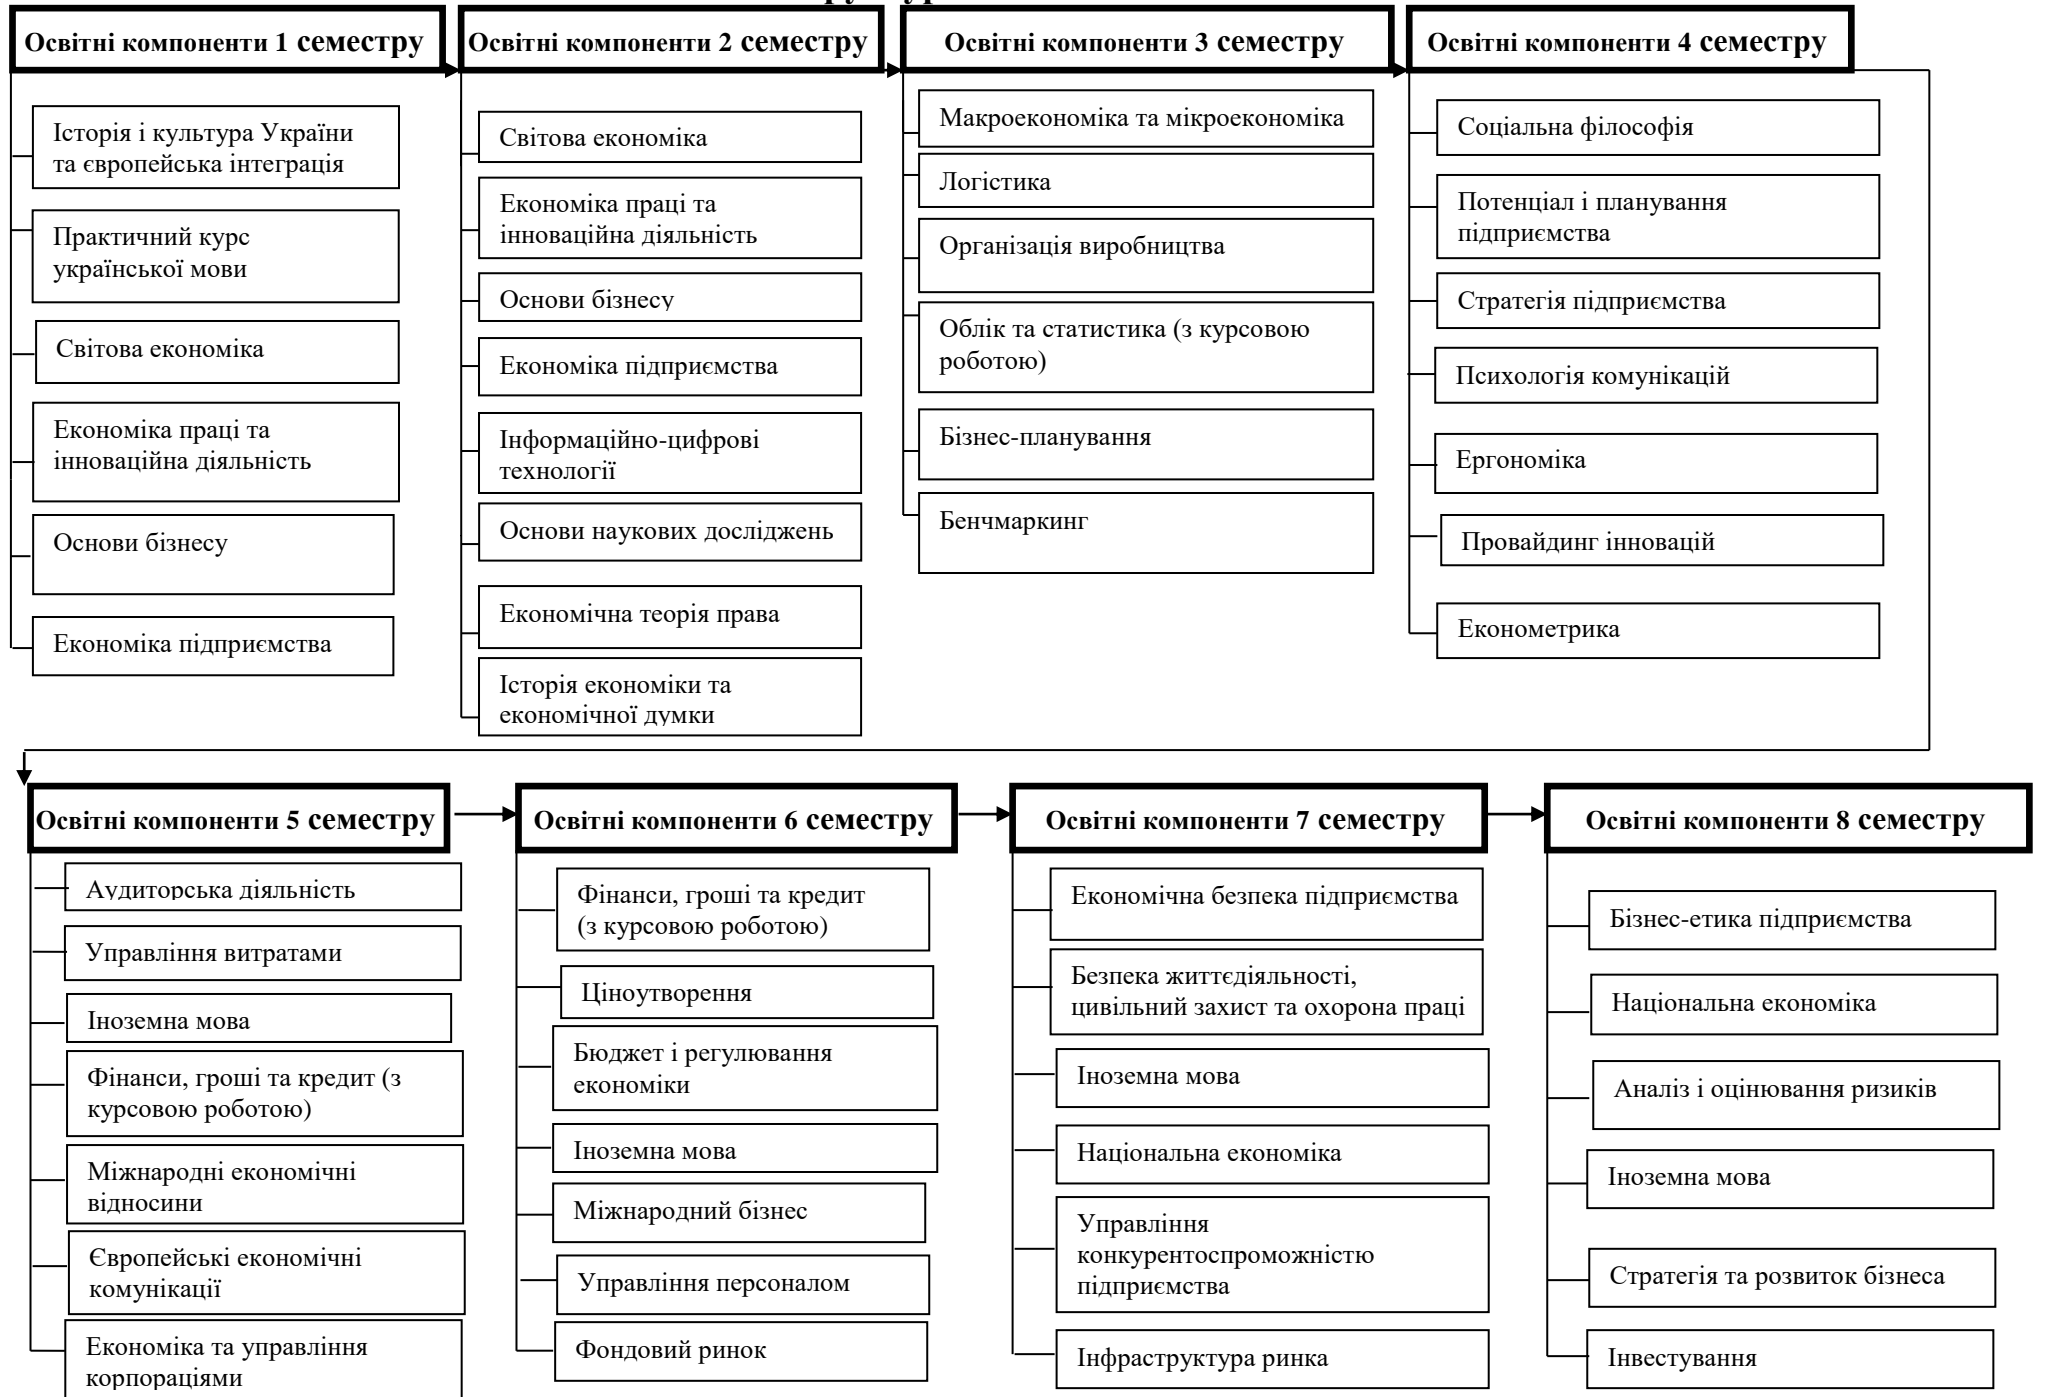 Освітні компоненти 1 семестру
Історія і культура України
та європейська інтеграція
Практичний курс
української мови
Світова економіка
Економіка праці та
інноваційна діяльність
Основи бізнесу
Економіка підприємства
Освітні компоненти 2 семестру
Світова економіка
Економіка праці та
інноваційна діяльність
Основи бізнесу
Економіка підприємства
Інформаційно-цифрові
технології
Основи наукових досліджень
Економічна теорія права
Історія економіки та
економічної думки
Освітні компоненти 3 семестру
Макроекономіка та мікроекономіка
Логістика
Організація виробництва
Облік та статистика (з курсовою
роботою)
Бізнес-планування
Бенчмаркинг
Освітні компоненти 4 семестру
Соціальна філософія
Потенціал і планування
підприємства
Стратегія підприємства
Психологія комунікацій
Ергономіка
Провайдинг інновацій
Економетрика
Освітні компоненти 5 семестру
Аудиторська діяльність
Управління витратами
Іноземна мова
Фінанси, гроші та кредит (з
курсовою роботою)
Міжнародні економічні
відносини
Європейські економічні
комунікації
Економіка та управління
корпораціями
Освітні компоненти 6 семестру
Фінанси, гроші та кредит
(з курсовою роботою)
Ціноутворення
Бюджет і регулювання
економіки
Іноземна мова
Міжнародний бізнес
Управління персоналом
Фондовий ринок
Освітні компоненти 7 семестру
Економічна безпека підприємства
Безпека життєдіяльності,
цивільний захист та охорона праці
Іноземна мова
Національна економіка
Управління
конкурентоспроможністю
підприємства
Інфраструктура ринка
Освітні компоненти 8 семестру
Бізнес-етика підприємства
Національна економіка
Аналіз і оцінювання ризиків
Іноземна мова
Стратегія та розвиток бізнеса
Інвестування